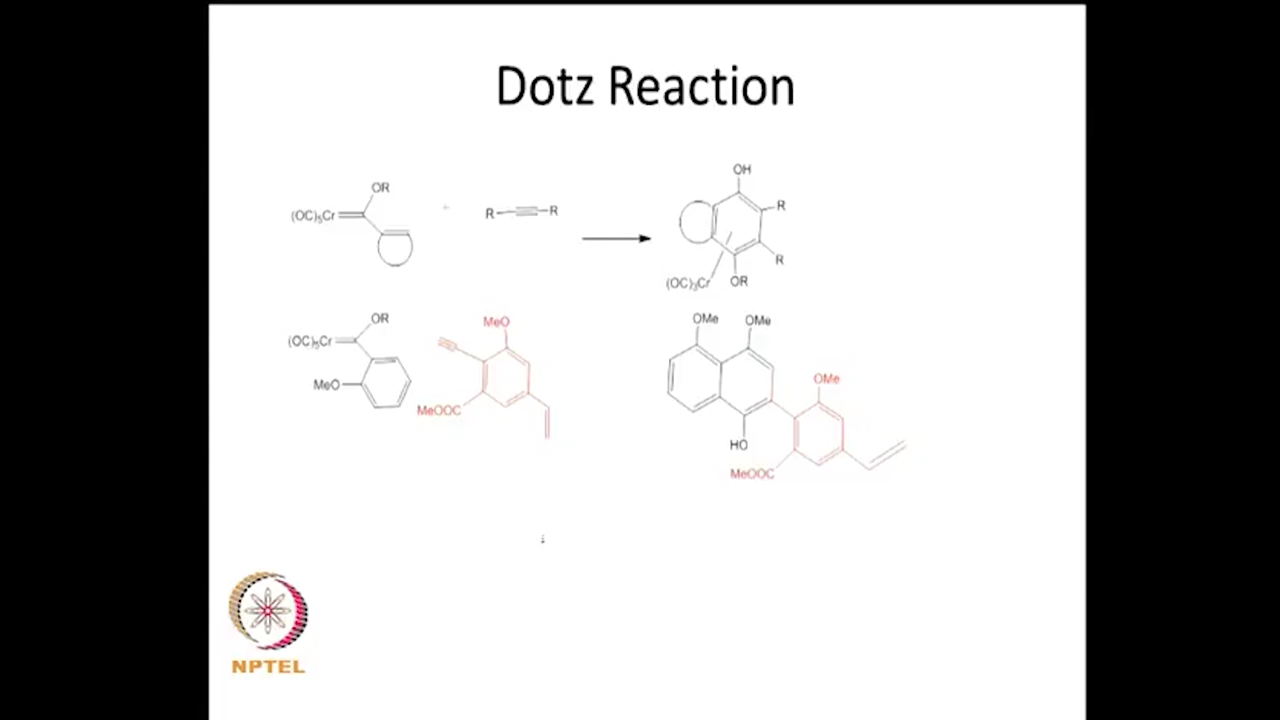 Dotz Reaction
OR
(OC)5Cr
+
R
R
OH
R
R
(OC)3Cr
OR
OR
(OC)5Cr
MeO
MeO
MeOOC
OMe
OMe
OMe
HO
MeOOC
NPTEL